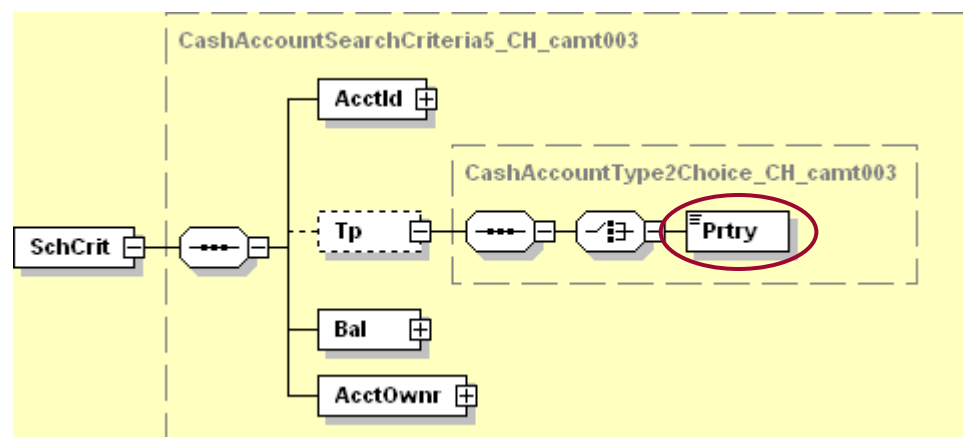 CashAccountSearchCriteria5_CH_camt003
AcctId
CashAccountType2Choice_CH_camt003
SchCrit
Tp
Prtry
Bal
AcctOwnr